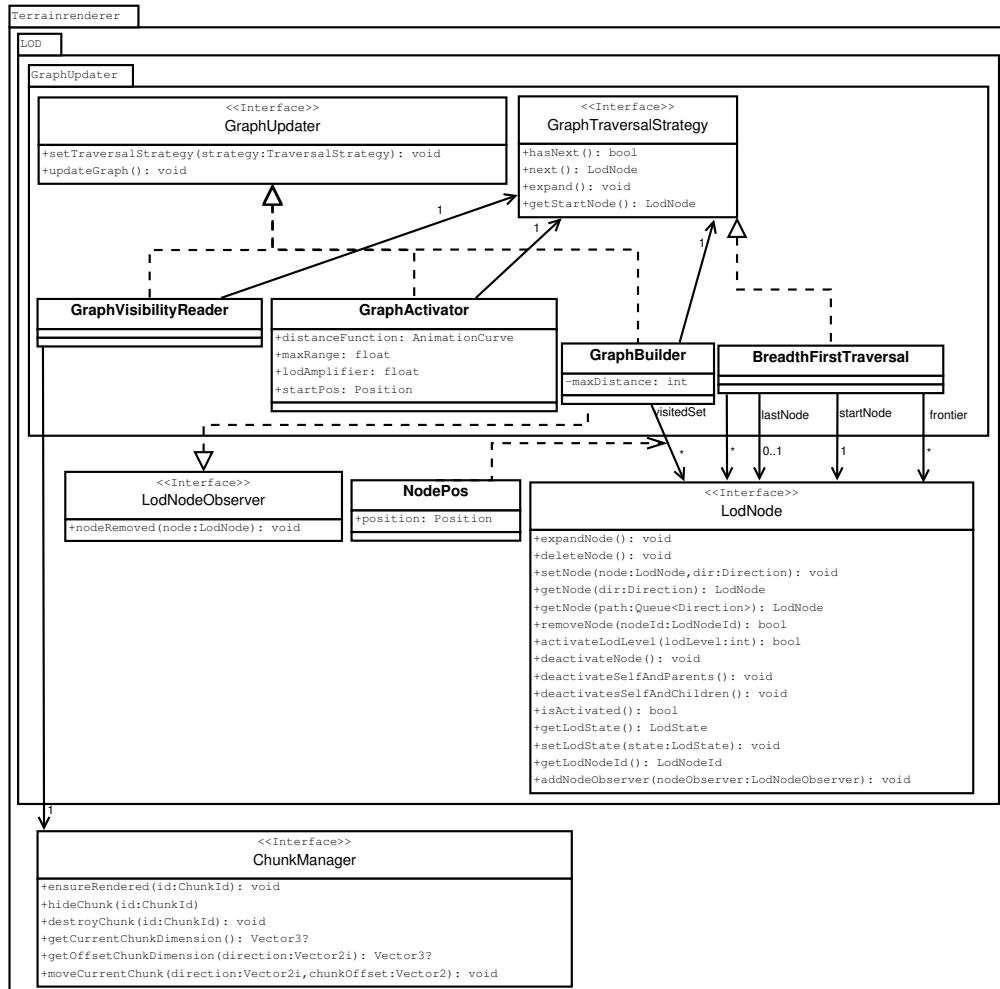 Terrainrenderer
LOD
GraphUpdater
<<Interface>>
GraphUpdater
+setTraversalStrategy(strategy:TraversalStrategy): void
+updateGraph(): void
<<Interface>>
GraphTraversalStrategy
+hasNext(): bool
+next(): LodNode
+expand(): void
+getStartNode(): LodNode
1
1
1
GraphVisibilityReader
GraphActivator
+distanceFunction: AnimationCurve
+maxRange: float
+lodAmplifier: float
+startPos: Position
GraphBuilder
-maxDistance: int
BreadthFirstTraversal
visitedSet
lastNode
startNode
frontier
*
*
0..1
1
*
<<Interface>>
LodNodeObserver
+nodeRemoved(node:LodNode): void
NodePos
+position: Position
<<Interface>>
LodNode
+expandNode(): void
+deleteNode(): void
+setNode(node:LodNode,dir:Direction): void
+getNode(dir:Direction): LodNode
+getNode(path:Queue<Direction>): LodNode
+removeNode(nodeId:LodNodeId): bool
+activateLodLevel(lodLevel:int): bool
+deactivateNode(): void
+deactivateSelfAndParents(): void
+deactivatesSelfAndChildren(): void
+isActivated(): bool
+getLodState(): LodState
+setLodState(state:LodState): void
+getLodNodeId(): LodNodeId
+addNodeObserver(nodeObserver:LodNodeObserver): void
1
<<Interface>>
ChunkManager
+ensureRendered(id:ChunkId): void
+hideChunk(id:ChunkId)
+destroyChunk(id:ChunkId): void
+getCurrentChunkDimension(): Vector3?
+getOffsetChunkDimension(direction:Vector2i): Vector3?
+moveCurrentChunk(direction:Vector2i,chunkOffset:Vector2): void